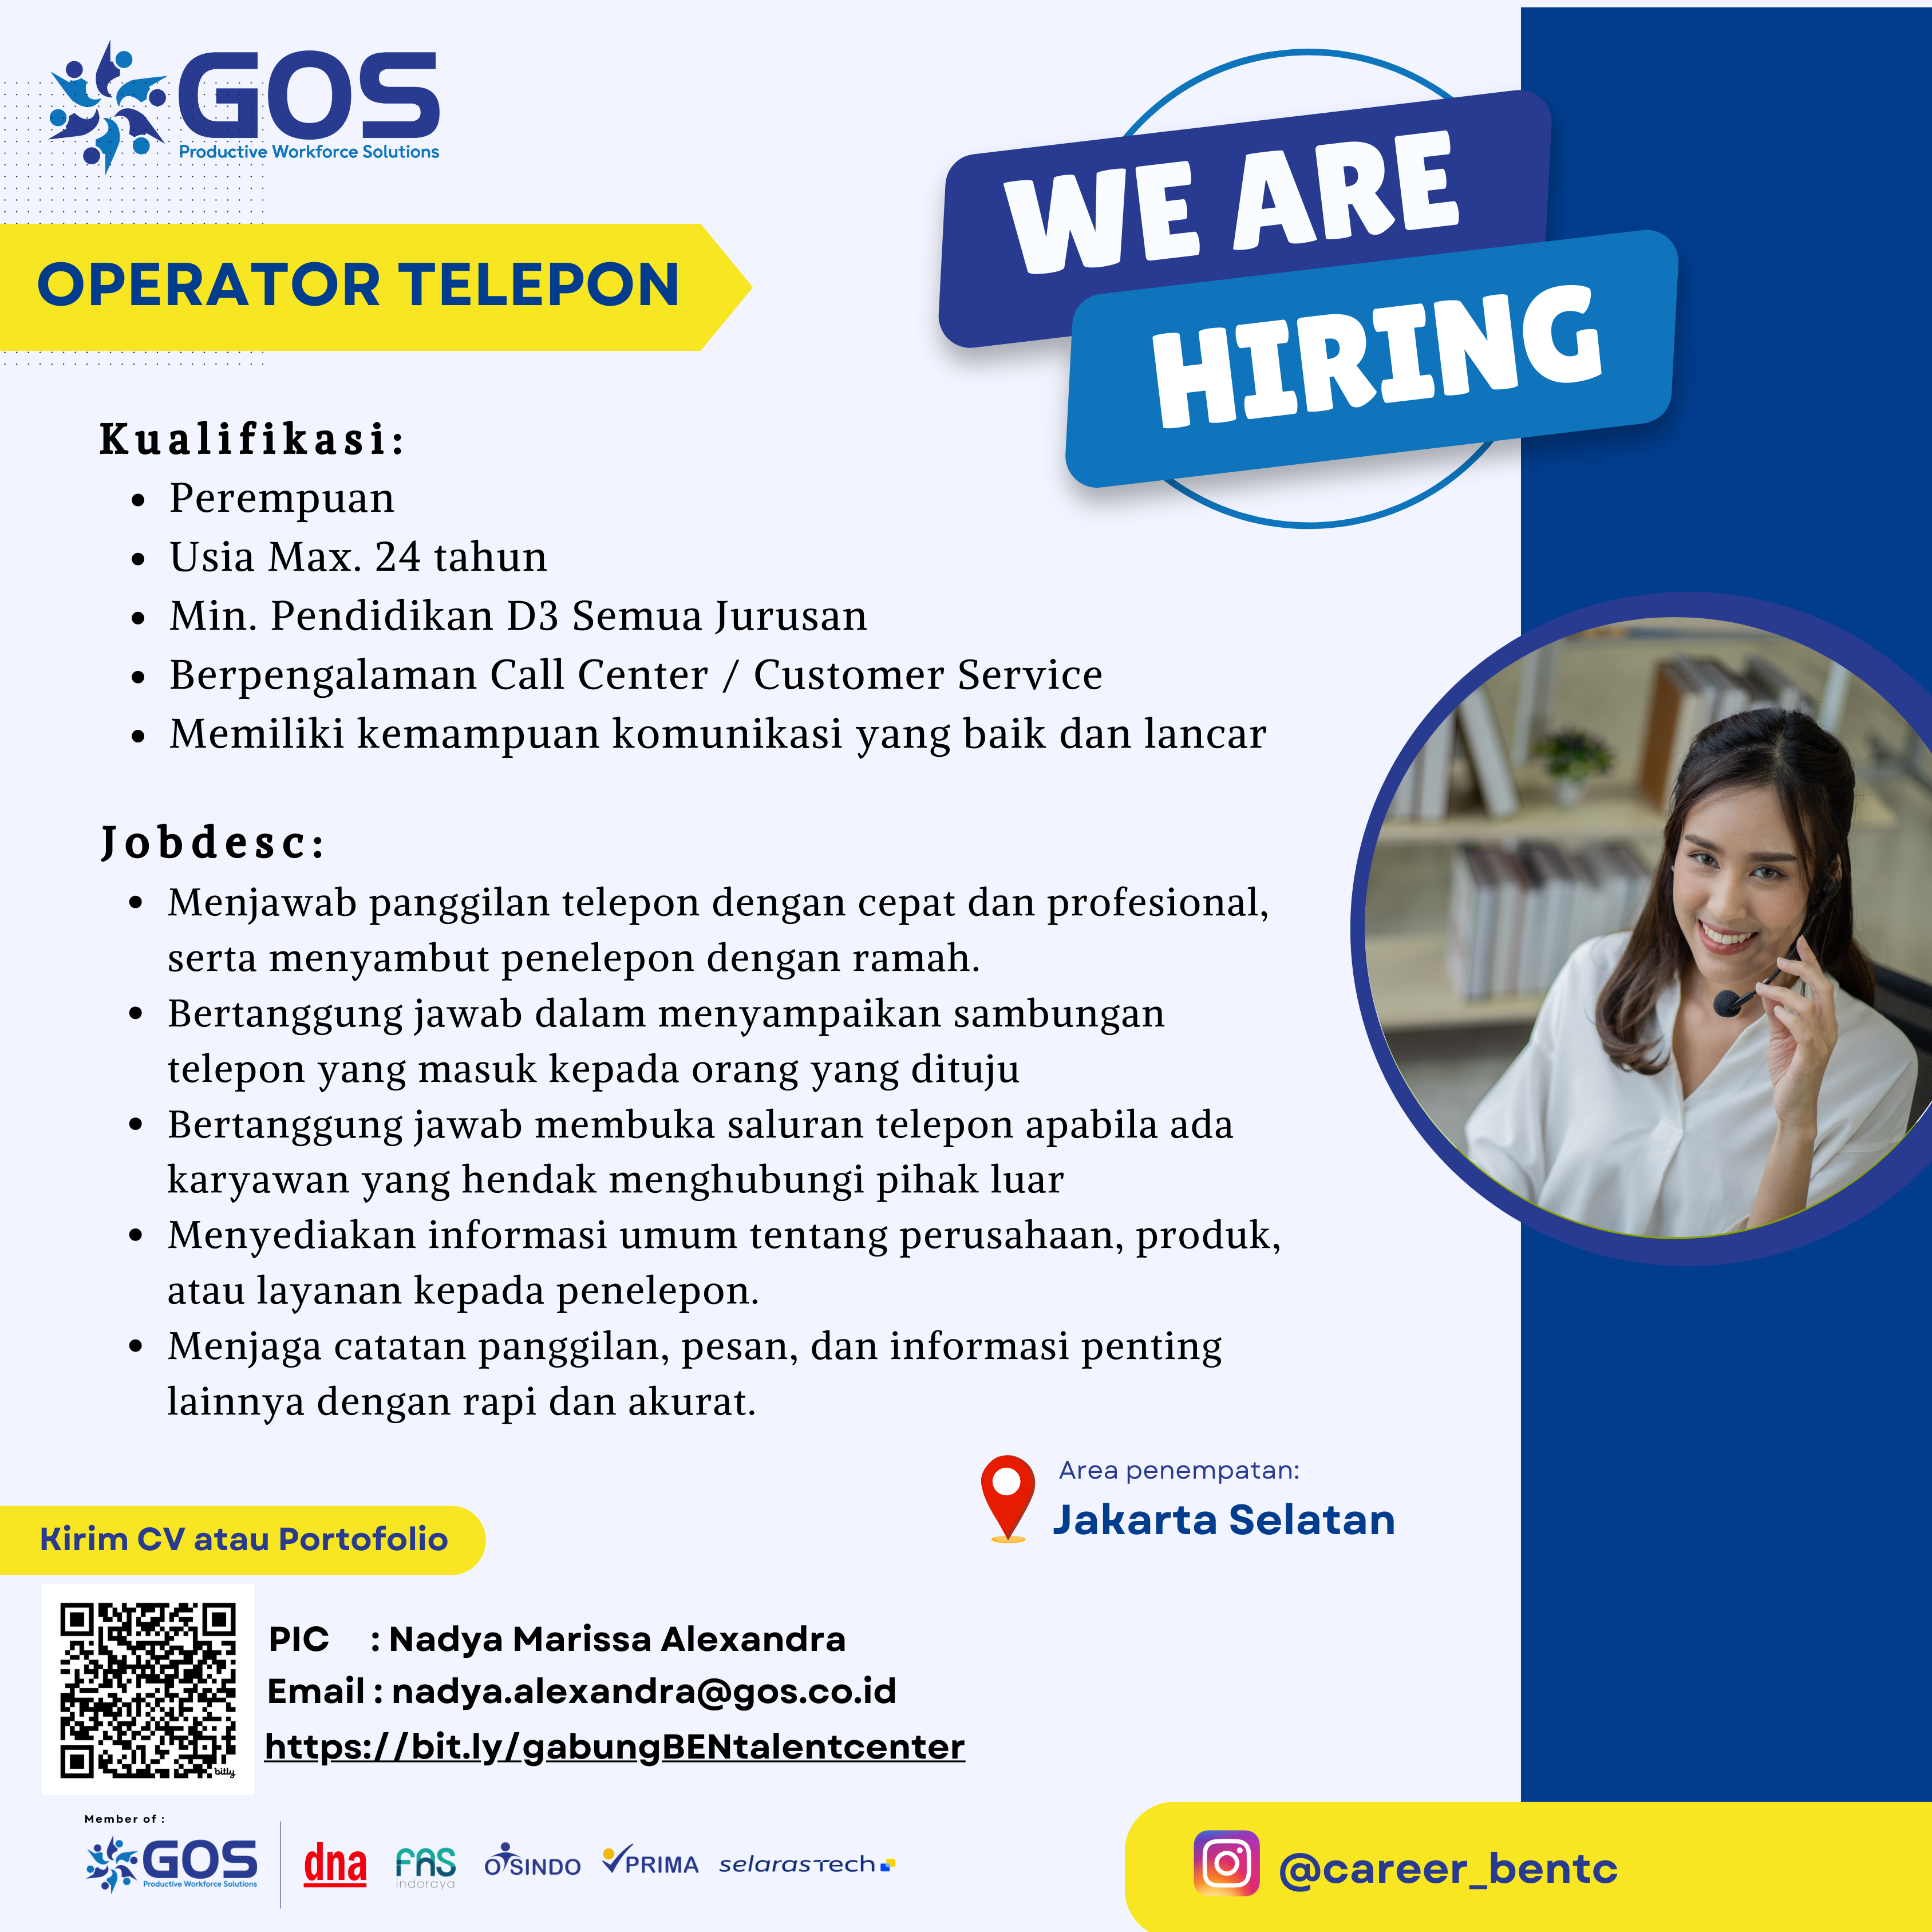 GOS
Productive Workforce Solutions
WE ARE
HIRING
OPERATOR TELEPON
Kualifikasi:
• Perempuan
• Usia Max. 24 tahun
• Min. Pendidikan D3 Semua Jurusan
• Berpengalaman Call Center / Customer Service
• Memiliki kemampuan komunikasi yang baik dan lancar
Jobdesc:
• Menjawab panggilan telepon dengan cepat dan profesional,
serta menyambut penelepon dengan ramah.
• Bertanggung jawab dalam menyampaikan sambungan
telepon yang masuk kepada orang yang dituju
• Bertanggung jawab membuka saluran telepon apabila ada
karyawan yang hendak menghubungi pihak luar
• Menyediakan informasi umum tentang perusahaan, produk,
atau layanan kepada penelepon.
• Menjaga catatan panggilan, pesan, dan informasi penting
lainnya dengan rapi dan akurat.
Area penempatan:
Jakarta Selatan
Kirim CV atau Portofolio
PIC : Nadya Marissa Alexandra
Email : nadya.alexandra@gos.co.id
https://bit.ly/gabungBENtalentcenter
bitly
Member of :
GOS
Productive Workforce Solutions
dna
FAS
indoraya
OSINDO
PRIMA
selarastech
@career_bentc